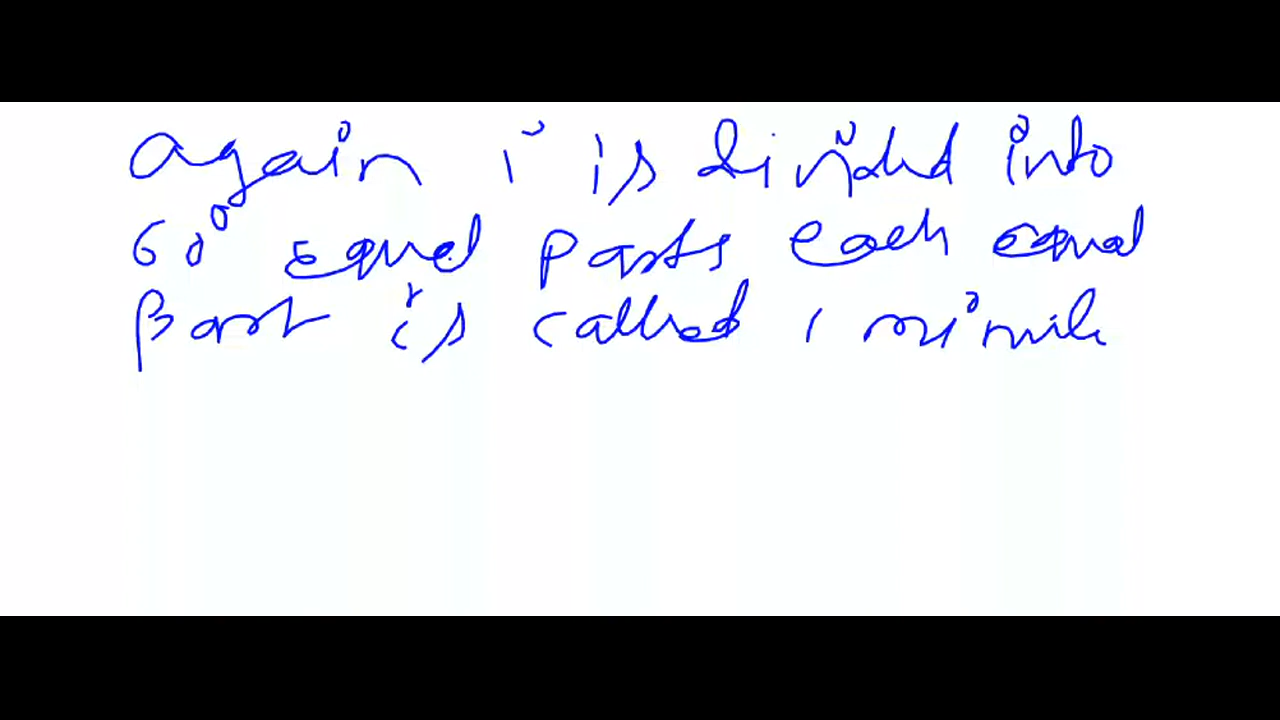 Again 1° is divided into
60° equal parts each equal
Part is called 1 minute